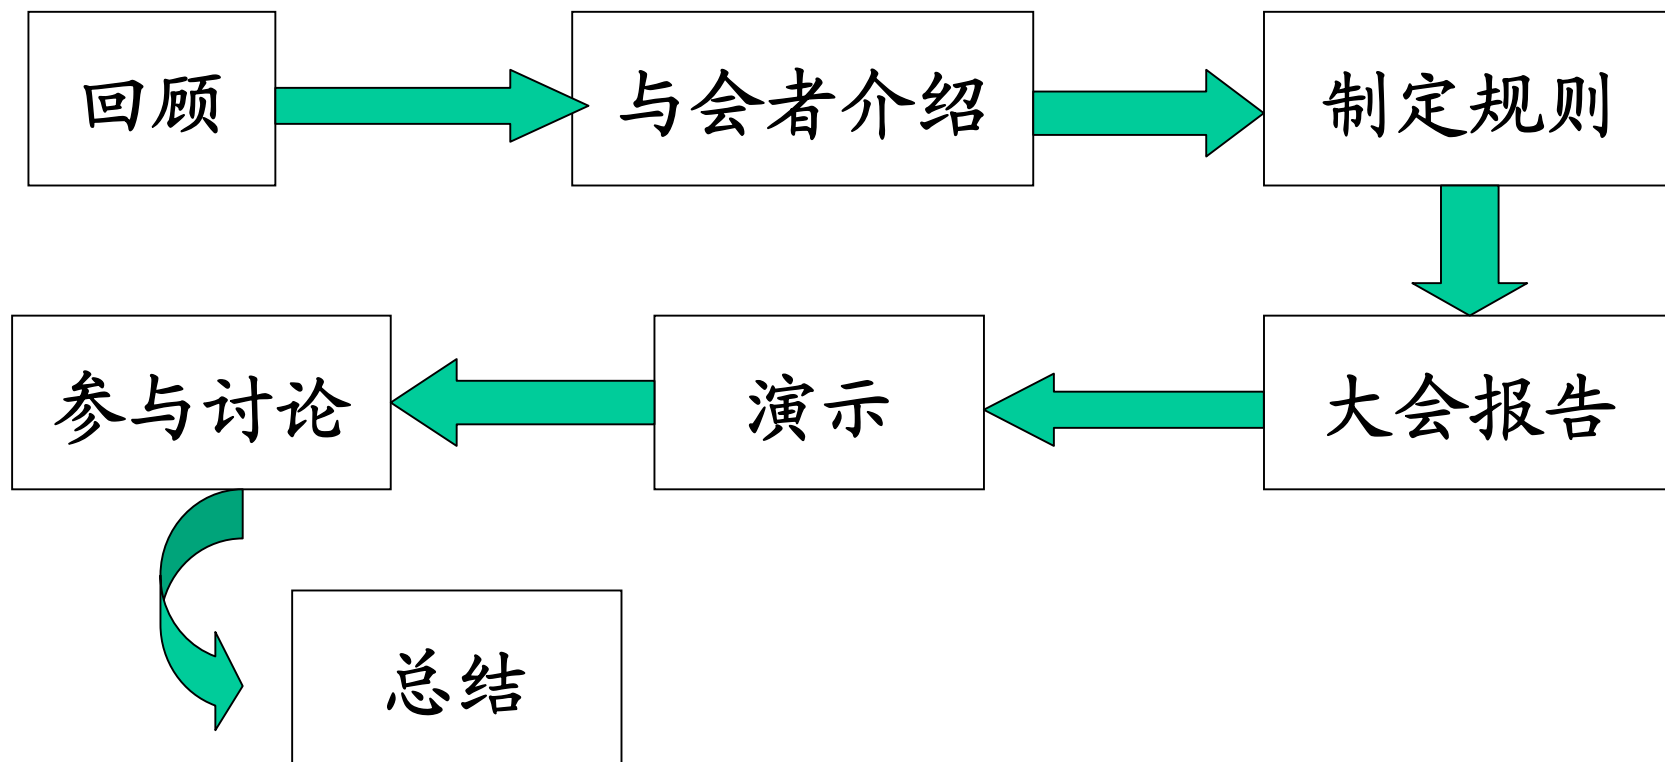 回顾
与会者介绍
制定规则
大会报告
演示
参与讨论
总结